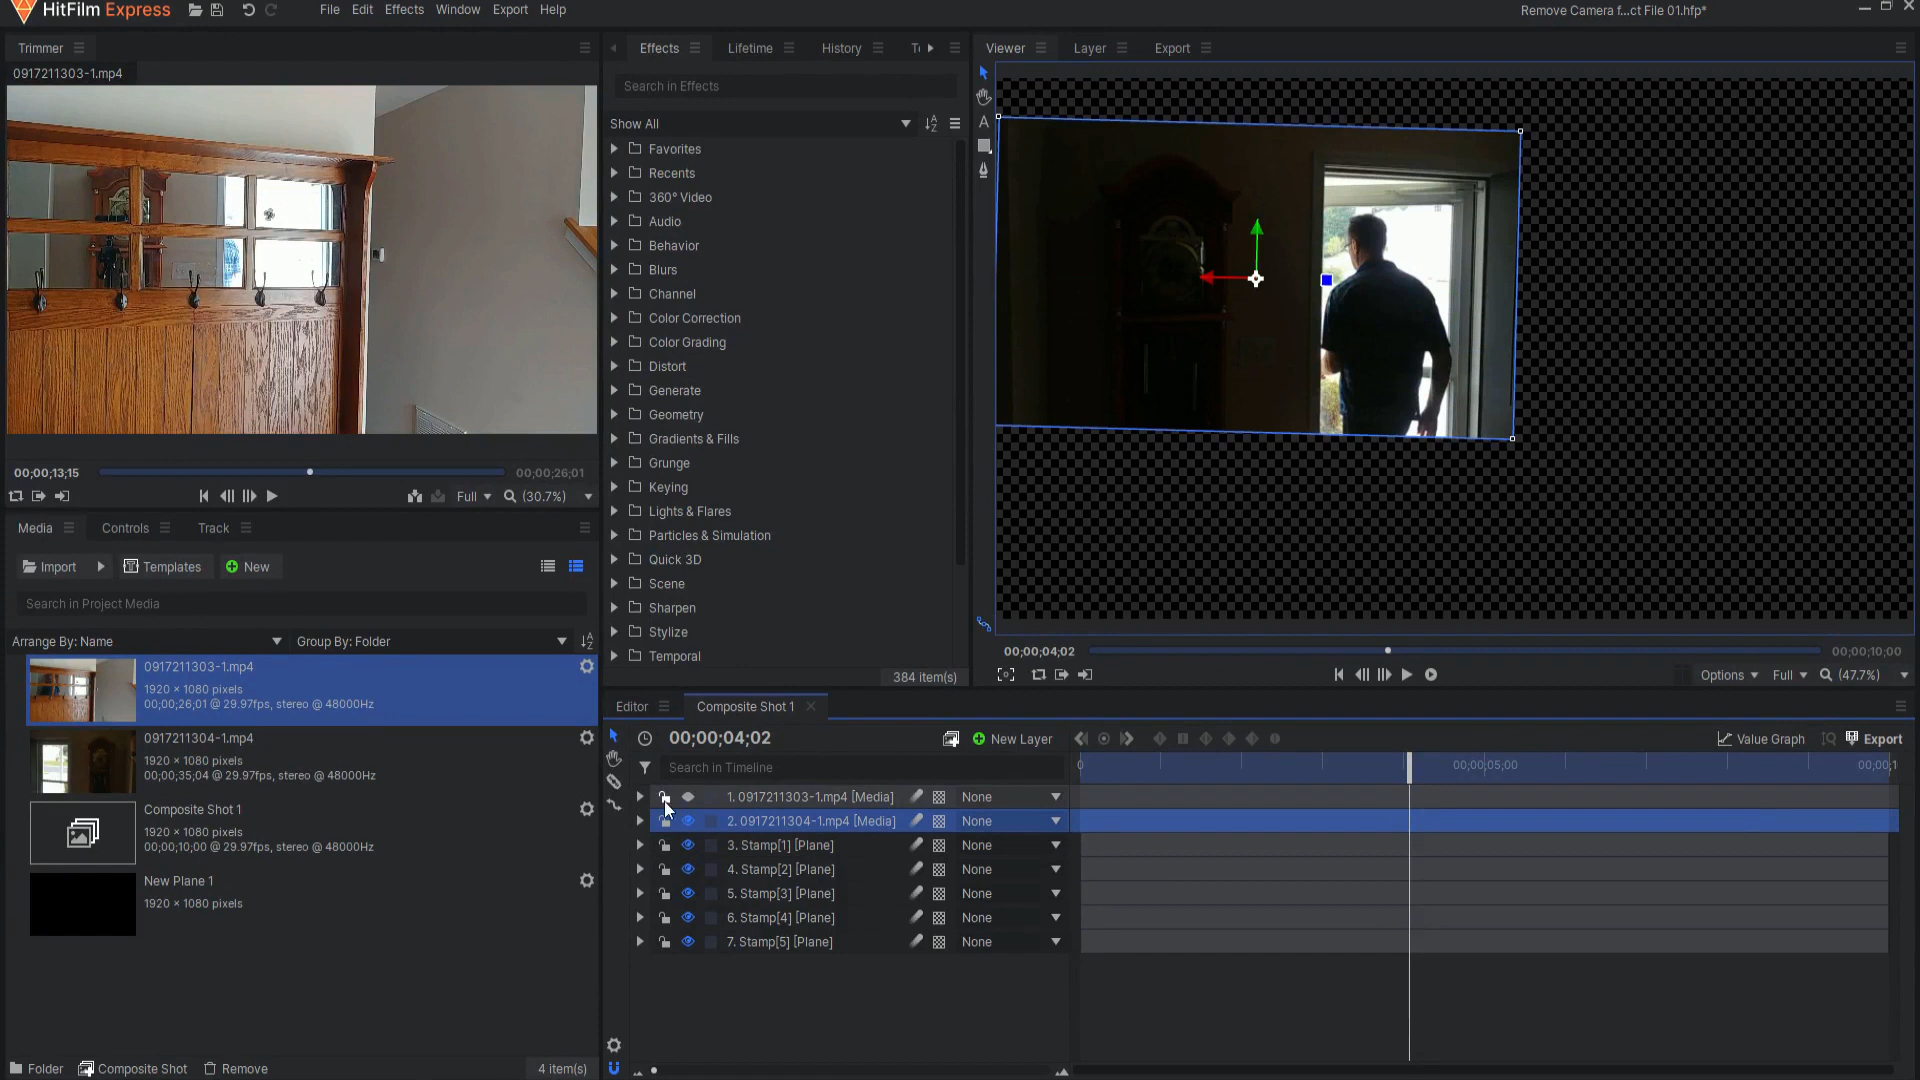 HitFilm Express
File Edit Effects Window Export Help
Remove Camera f...ct File 01.hfp*
Trimmer
0917211303-1.mp4
00;00;13;15
00;00;26;01
Full
(30.7%)
Media Controls Track
Import Templates New
Search in Project Media
Arrange By: Name
Group By: Folder
0917211303-1.mp4
1920 × 1080 pixels
00;00;26;01 @ 29.97fps, stereo @ 48000Hz
0917211304-1.mp4
1920 × 1080 pixels
00;00;35;04 @ 29.97fps, stereo @ 48000Hz
Composite Shot 1
1920 × 1080 pixels
00;00;10;00 @ 29.97fps, stereo @ 48000Hz
New Plane 1
1920 × 1080 pixels
Folder Composite Shot Remove
4 item(s)
Effects Lifetime History
Search in Effects
Show All
Favorites
Recents
360° Video
Audio
Behavior
Blurs
Channel
Color Correction
Color Grading
Distort
Generate
Geometry
Gradients & Fills
Grunge
Keying
Lights & Flares
Particles & Simulation
Quick 3D
Scene
Sharpen
Stylize
Temporal
384 item(s)
Viewer Layer Export
00;00;04;02
00;00;10;00
Options Full (47.7%)
Editor Composite Shot 1
00;00;04;02
New Layer
Value Graph
Export
Search in Timeline
0
00;00;05;00
1. 0917211303-1.mp4 [Media] None
2. 0917211304-1.mp4 [Media] None
3. Stamp[1] [Plane] None
4. Stamp[2] [Plane] None
5. Stamp[3] [Plane] None
6. Stamp[4] [Plane] None
7. Stamp[5] [Plane] None